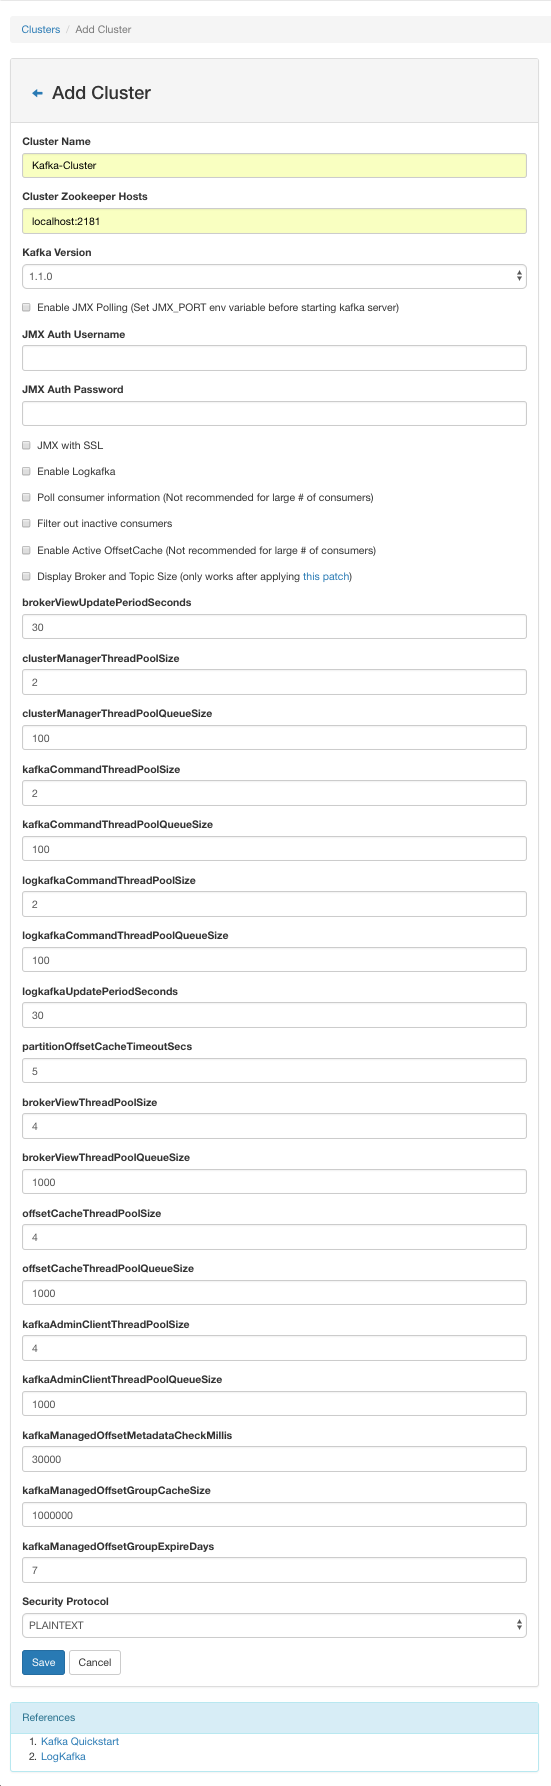 Clusters / Add Cluster
Add Cluster
Cluster Name
Kafka-Cluster
Cluster Zookeeper Hosts
localhost:2181
Kafka Version
1.1.0
Enable JMX Polling (Set JMX_PORT env variable before starting kafka server)
JMX Auth Username
JMX Auth Password
JMX with SSL
Enable Logkafka
Poll consumer information (Not recommended for large # of consumers)
Filter out inactive consumers
Enable Active OffsetCache (Not recommended for large # of consumers)
Display Broker and Topic Size (only works after applying this patch)
brokerViewUpdatePeriodSeconds
30
clusterManagerThreadPoolSize
2
clusterManagerThreadPoolQueueSize
100
kafkaCommandThreadPoolSize
2
kafkaCommandThreadPoolQueueSize
100
logkafkaCommandThreadPoolSize
2
logkafkaCommandThreadPoolQueueSize
100
logkafkaUpdatePeriodSeconds
30
partitionOffsetCacheTimeoutSecs
5
brokerViewThreadPoolSize
4
brokerViewThreadPoolQueueSize
1000
offsetCacheThreadPoolSize
4
offsetCacheThreadPoolQueueSize
1000
kafkaAdminClientThreadPoolSize
4
kafkaAdminClientThreadPoolQueueSize
1000
kafkaManagedOffsetMetadataCheckMillis
30000
kafkaManagedOffsetGroupCacheSize
1000000
kafkaManagedOffsetGroupExpireDays
7
Security Protocol
PLAINTEXT
Save Cancel
References
1. Kafka Quickstart
2. LogKafka